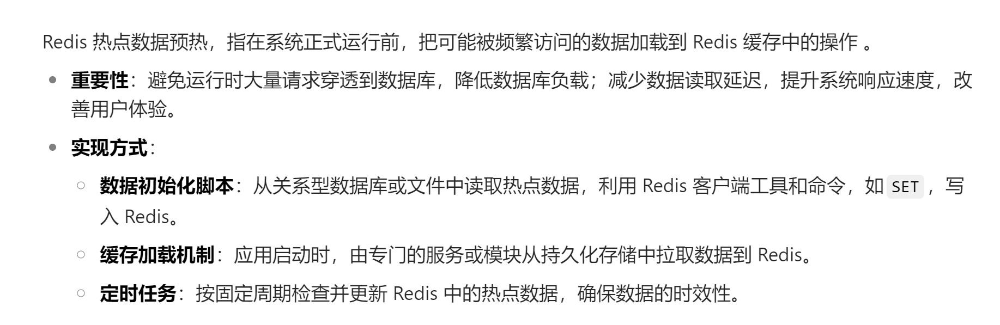 Redis 热点数据预热，指在系统正式运行前，把可能被频繁访问的数据加载到 Redis 缓存中的操作 。
重要性：避免运行时大量请求穿透到数据库，降低数据库负载；减少数据读取延迟，提升系统响应速度，改
善用户体验。
实现方式：
数据初始化脚本：从关系型数据库或文件中读取热点数据，利用 Redis 客户端工具和命令，如 SET ，写
入 Redis。
缓存加载机制：应用启动时，由专门的服务或模块从持久化存储中拉取数据到 Redis。
定时任务：按固定周期检查并更新 Redis 中的热点数据，确保数据的时效性。